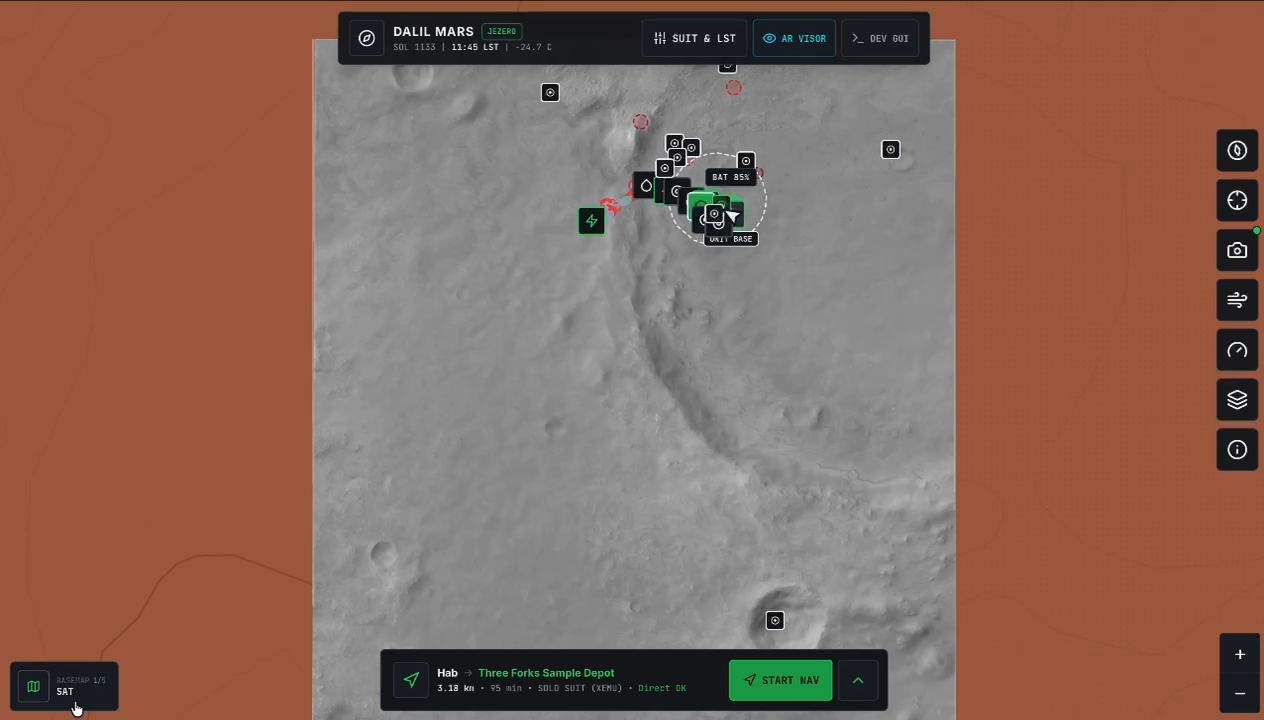 DALIL MARS JEZERO
SOL 1133 | 11:45 LST | -24.7 C
SUIT & LST
AR VISOR
>_ DEV GUI
BAT 85%
UNIT BASE
BASEMAP 1/5
SAT
Hab → Three Forks Sample Depot
3.18 km • 95 min • SOLO SUIT (XEMU) • Direct OK
START NAV
+
−